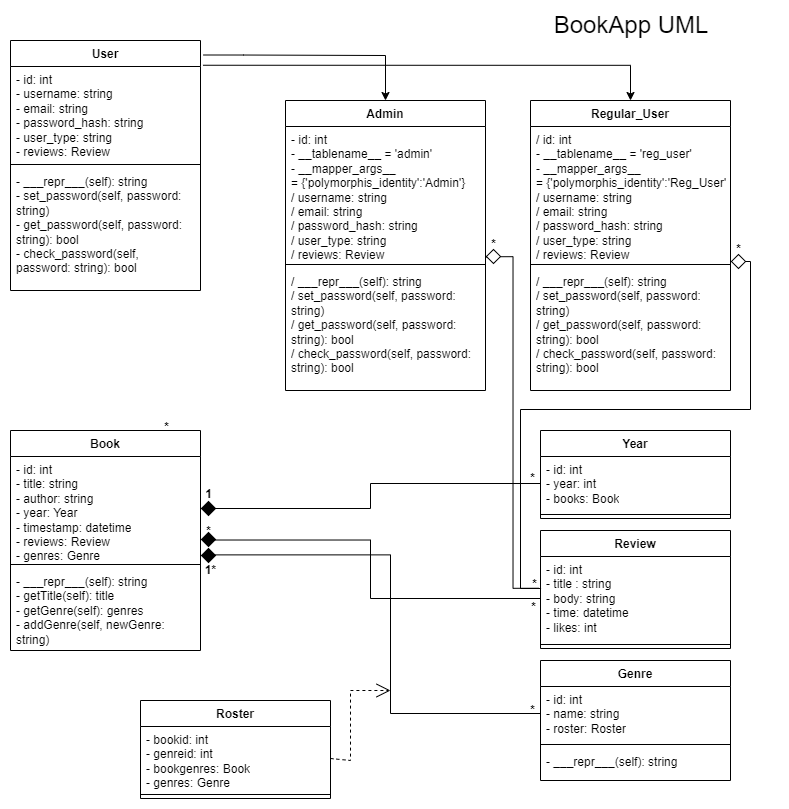 BookApp UML
User
- id: int
- username: string
- email: string
- password_hash: string
- user_type: string
- reviews: Review
- ___repr___(self): string
- set_password(self, password:
string)
- get_password(self, password:
string): bool
- check_password(self,
password: string): bool
Admin
- id: int
- __tablename__ = 'admin'
- __mapper_args__
= {'polymorphis_identity':'Admin'}
/ username: string
/ email: string
/ password_hash: string
/ user_type: string
/ reviews: Review
/ ___repr___(self): string
/ set_password(self, password:
string)
/ get_password(self, password:
string): bool
/ check_password(self, password:
string): bool
*
Regular_User
/ id: int
- __tablename__ = 'reg_user'
- __mapper_args__
= {'polymorphis_identity':'Reg_User'
/ username: string
/ email: string
/ password_hash: string
/ user_type: string
/ reviews: Review
/ ___repr___(self): string
/ set_password(self, password:
string)
/ get_password(self, password:
string): bool
/ check_password(self, password:
string): bool
*
*
Book
- id: int
- title: string
- author: string
- year: Year
- timestamp: datetime
- reviews: Review
- genres: Genre
- ___repr___(self): string
- getTitle(self): title
- getGenre(self): genres
- addGenre(self, newGenre:
string)
1
*
1*
*
Year
- id: int
- year: int
- books: Book
Review
- id: int
- title : string
- body: string
- time: datetime
- likes: int
*
*
Genre
- id: int
- name: string
- roster: Roster
- ___repr___(self): string
*
Roster
- bookid: int
- genreid: int
- bookgenres: Book
- genres: Genre